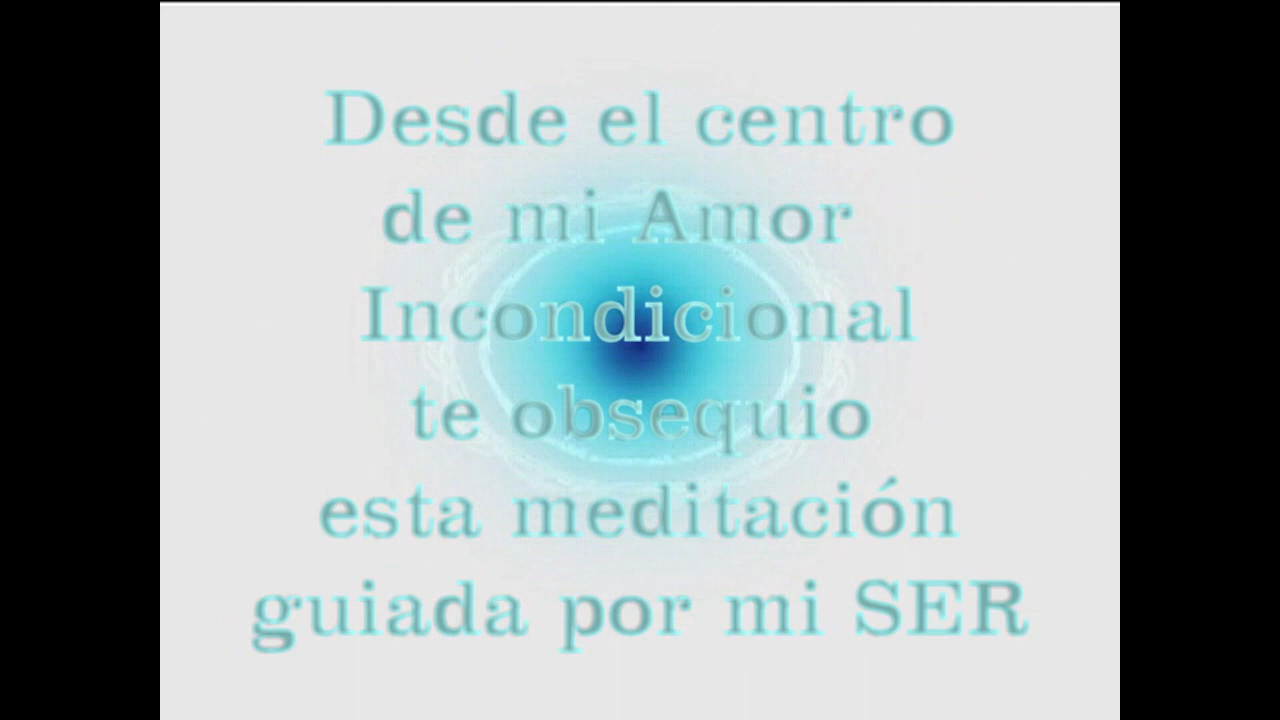 Desde el centro
de mi Amor
Incondicional
te obsequio
esta meditación
guiada por mi SER